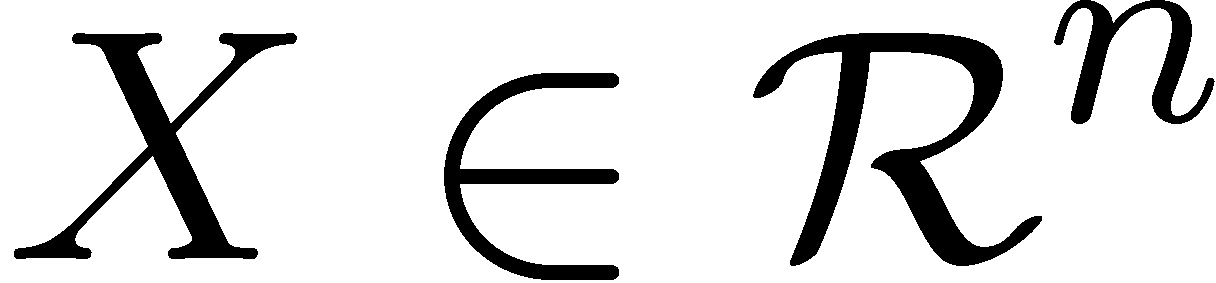 X ∈ ℛⁿ